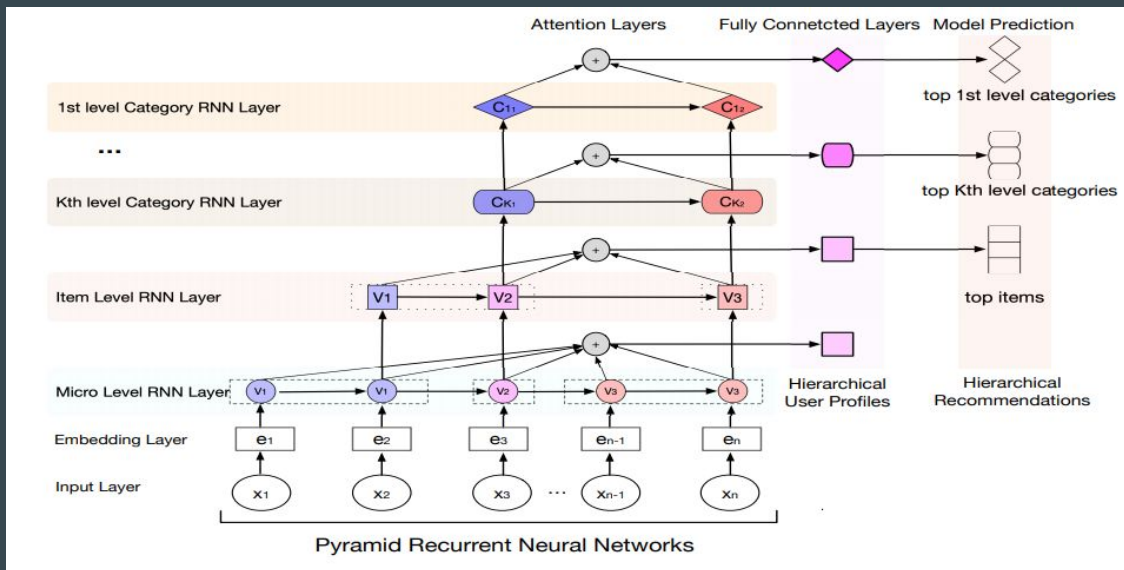 Attention Layers Fully Connetcted Layers Model Prediction
+
top 1st level categories
1st level Category RNN Layer C11 C12
...
+
top Kth level categories
Kth level Category RNN Layer CK1 CK2
+
Item Level RNN Layer V1 V2 V3
top items
+
Micro Level RNN Layer V1 V1 V2 V3 V3
Hierarchical User Profiles
Hierarchical Recommendations
Embedding Layer e1 e2 e3 en-1 en
Input Layer x1 x2 x3 ... xn-1 xn
Pyramid Recurrent Neural Networks